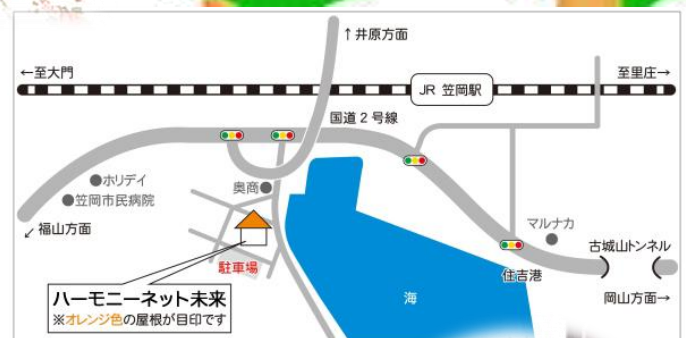 ↑井原方面
←至大門
至里庄→
JR 笠岡駅
国道2号線
●ホリデイ
●笠岡市民病院
奥商●
↙福山方面
マルナカ
古城山トンネル
駐車場
住吉港
海
岡山方面→
ハーモニーネット未来
※オレンジ色の屋根が目印です